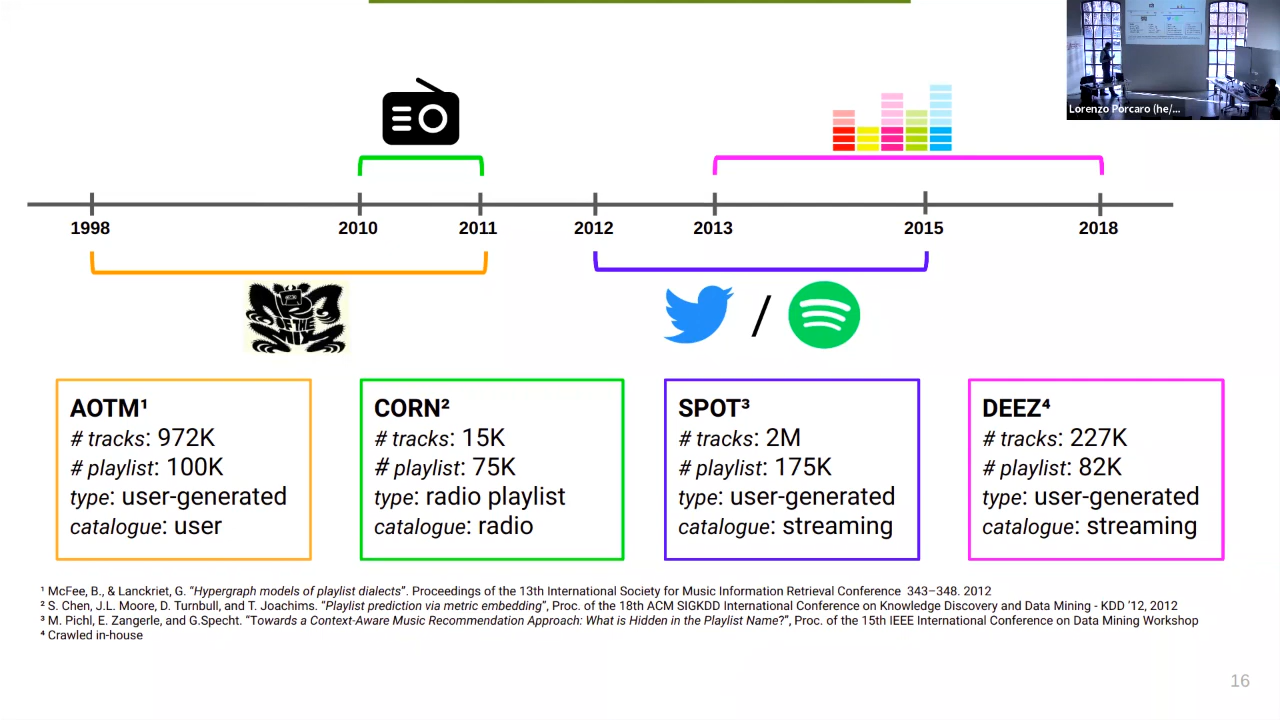 Lorenzo Porcaro (he/...
1998
2010
2011
2012
2013
2015
2018
OF THE
MIX
/
AOTM¹
# tracks: 972K
# playlist: 100K
type: user-generated
catalogue: user
CORN²
# tracks: 15K
# playlist: 75K
type: radio playlist
catalogue: radio
SPOT³
# tracks: 2M
# playlist: 175K
type: user-generated
catalogue: streaming
DEEZ⁴
# tracks: 227K
# playlist: 82K
type: user-generated
catalogue: streaming
¹ McFee, B., & Lanckriet, G. “Hypergraph models of playlist dialects”. Proceedings of the 13th International Society for Music Information Retrieval Conference 343–348. 2012
² S. Chen, J.L. Moore, D. Turnbull, and T. Joachims. “Playlist prediction via metric embedding”, Proc. of the 18th ACM SIGKDD International Conference on Knowledge Discovery and Data Mining - KDD ’12, 2012
³ M. Pichl, E. Zangerle, and G.Specht. “Towards a Context-Aware Music Recommendation Approach: What is Hidden in the Playlist Name?”, Proc. of the 15th IEEE International Conference on Data Mining Workshop
⁴ Crawled in-house
16